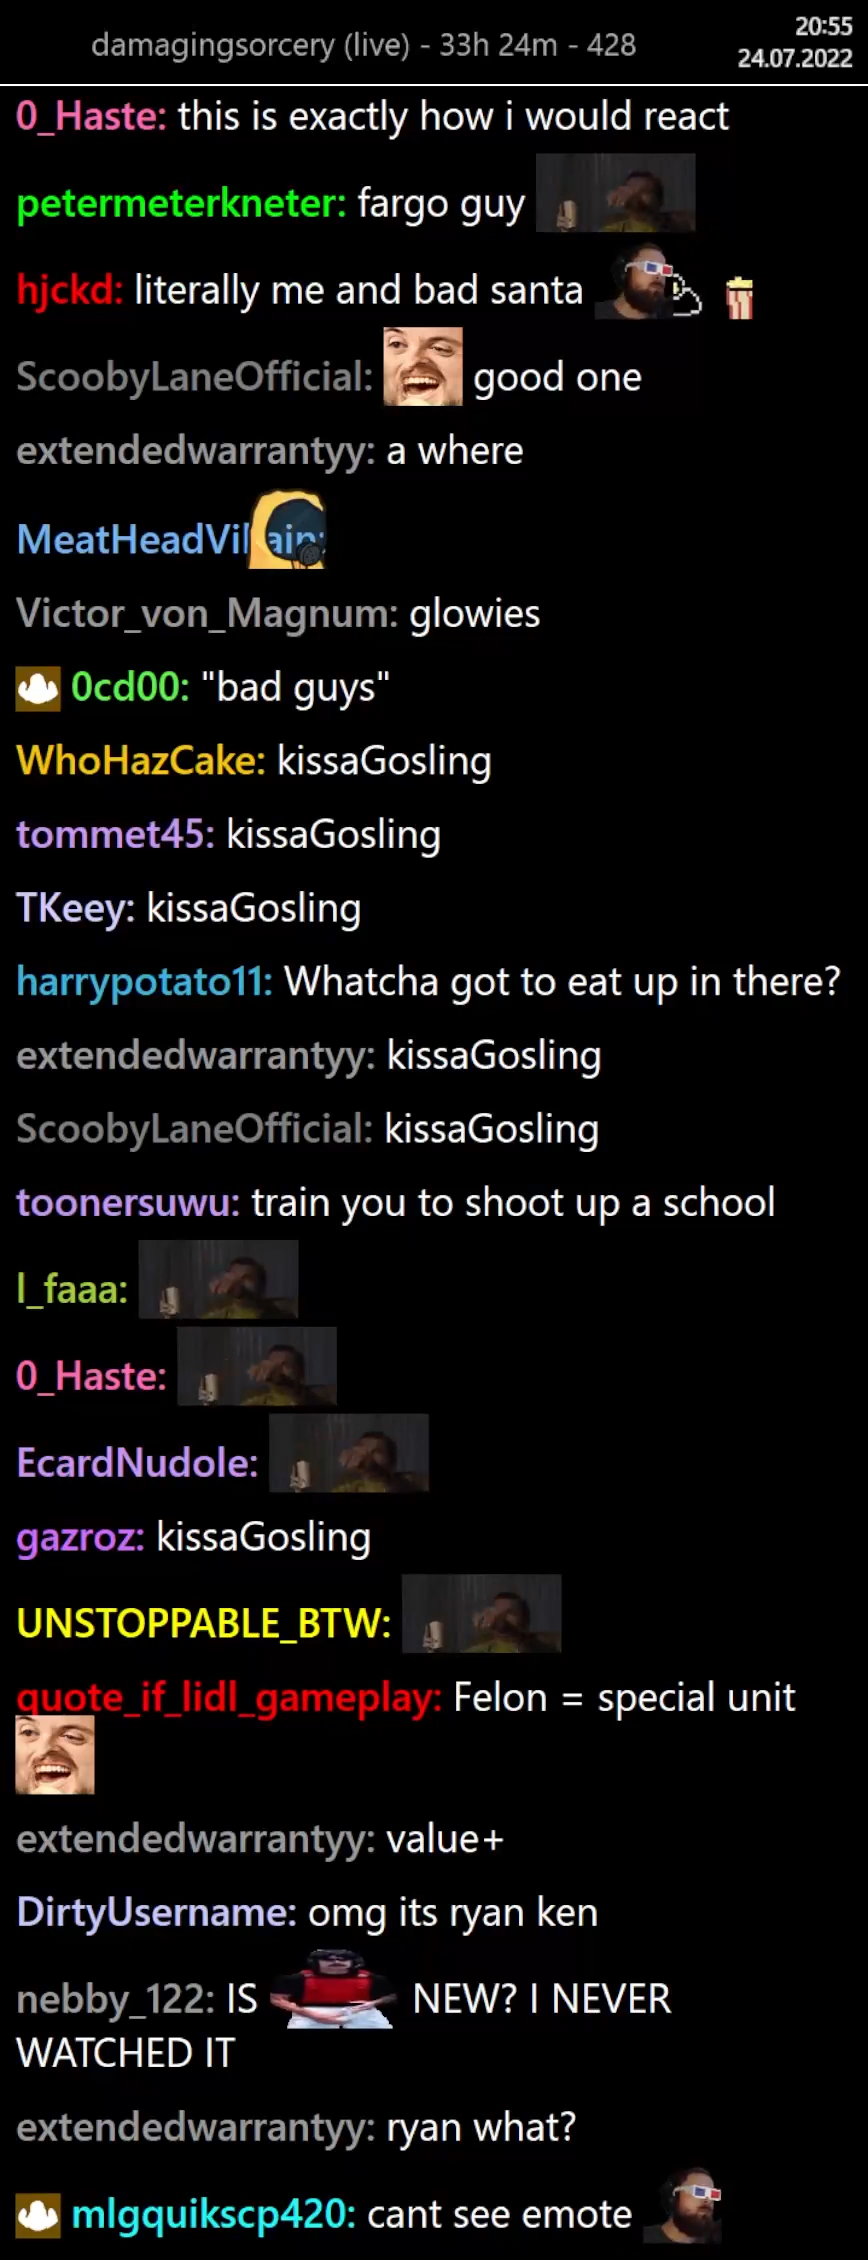 damagingsorcery (live) - 33h 24m - 428
20:55
24.07.2022
0_Haste: this is exactly how i would react
petermeterkneter: fargo guy
hjckd: literally me and bad santa
ScoobyLaneOfficial: good one
extendedwarrantyy: a where
MeatHeadVillain:
Victor_von_Magnum: glowies
0cd00: "bad guys"
WhoHazCake: kissaGosling
tommet45: kissaGosling
TKeey: kissaGosling
harrypotato11: Whatcha got to eat up in there?
extendedwarrantyy: kissaGosling
ScoobyLaneOfficial: kissaGosling
toonersuwu: train you to shoot up a school
l_faaa:
0_Haste:
EcardNudole:
gazroz: kissaGosling
UNSTOPPABLE_BTW:
quote_if_lidl_gameplay: Felon = special unit
extendedwarrantyy: value+
DirtyUsername: omg its ryan ken
nebby_122: IS NEW? I NEVER
WATCHED IT
extendedwarrantyy: ryan what?
mlgquikscp420: cant see emote